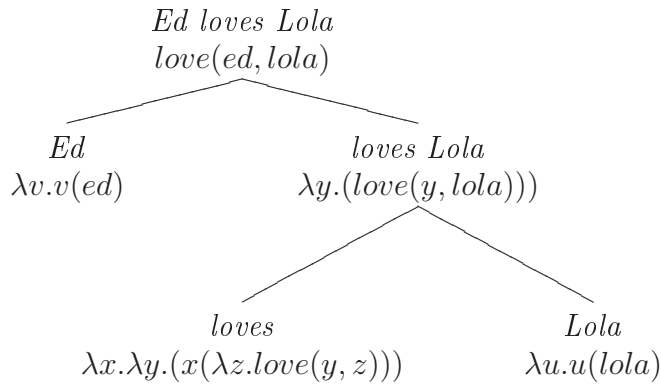 Ed loves Lola
love(ed, lola)
Ed
λv.v(ed)
loves Lola
λy.(love(y, lola)))
loves
λx.λy.(x(λz.love(y, z)))
Lola
λu.u(lola)